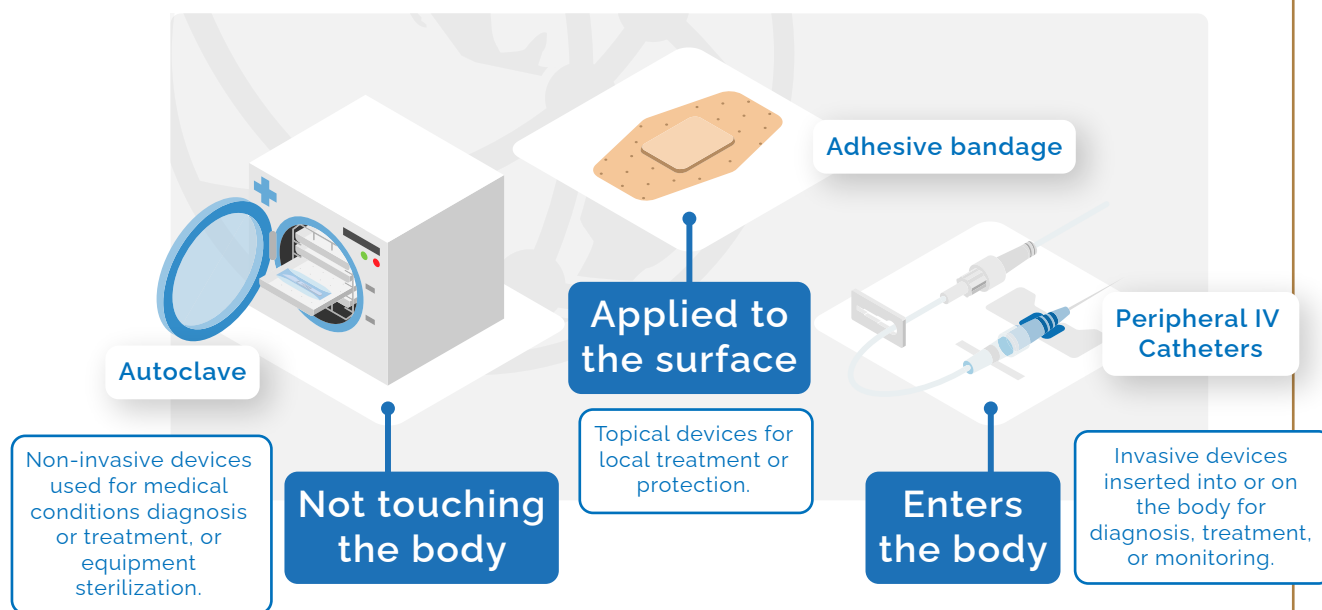 Autoclave
Non-invasive devices
used for medical
conditions diagnosis
or treatment, or
equipment
sterilization.
Not touching
the body
Adhesive bandage
Applied to
the surface
Topical devices for
local treatment or
protection.
Peripheral IV
Catheters
Enters
the body
Invasive devices
inserted into or on
the body for
diagnosis, treatment,
or monitoring.